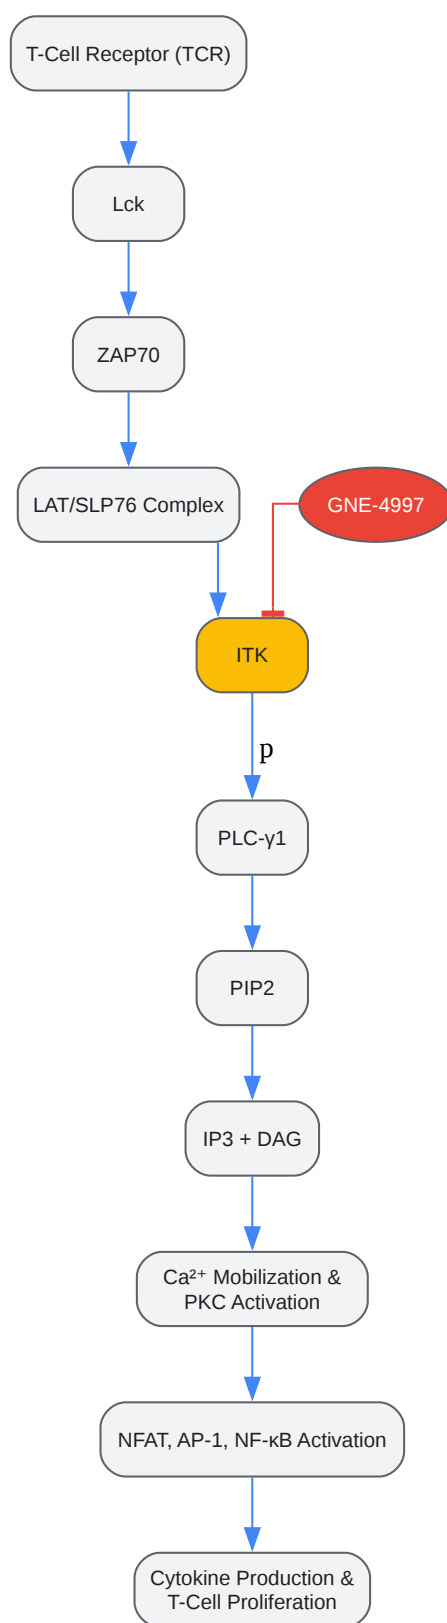 T-Cell Receptor (TCR)
Lck
ZAP70
LAT/SLP76 Complex
GNE-4997
ITK
p
PLC-γ1
PIP2
IP3 + DAG
Ca²⁺ Mobilization &
PKC Activation
NFAT, AP-1, NF-κB Activation
Cytokine Production &
T-Cell Proliferation